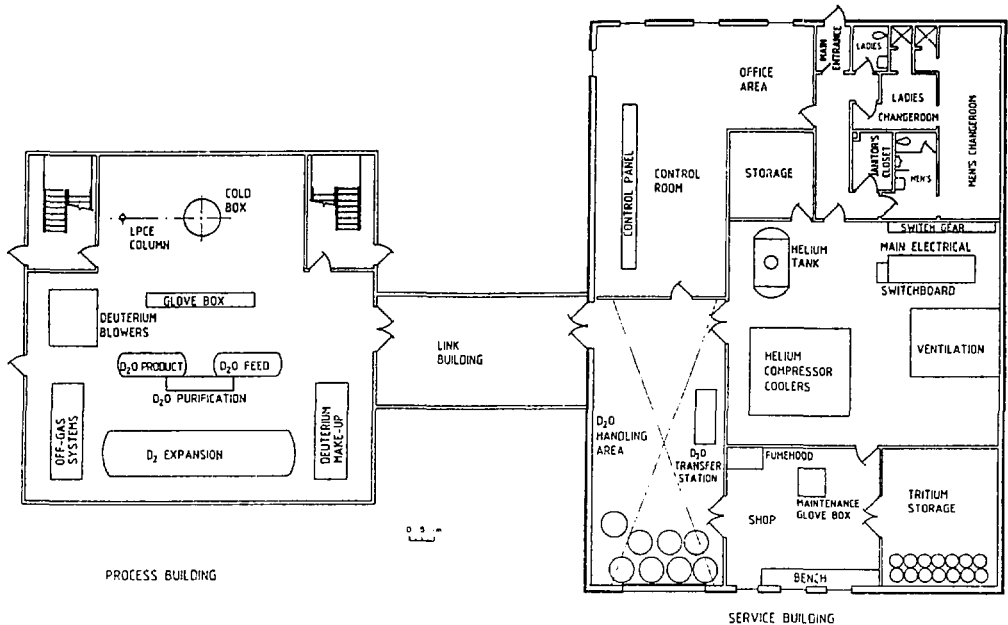 COLD
BOX
LPCE
COLUMN
GLOVE BOX
DEUTERIUM
BLOWERS
D2O PRODUCT
D2O FEED
D2O PURIFICATION
OFF-GAS
SYSTEMS
D2 EXPANSION
DEUTERIUM
MAKE-UP
PROCESS BUILDING
LINK
BUILDING
CONTROL PANEL
CONTROL
ROOM
OFFICE
AREA
MAIN
ENTRANCE
LADIES
LADIES
CHANGEROOM
MEN'S CHANGEROOM
JANITOR'S
CLOSET
MEN'S
STORAGE
SWITCH GEAR
MAIN ELECTRICAL
SWITCHBOARD
HELIUM
TANK
HELIUM
COMPRESSOR
COOLERS
VENTILATION
D2O
HANDLING
AREA
D2O
TRANSFER
STATION
FUMEHOOD
MAINTENANCE
GLOVE BOX
SHOP
BENCH
TRITIUM
STORAGE
SERVICE BUILDING